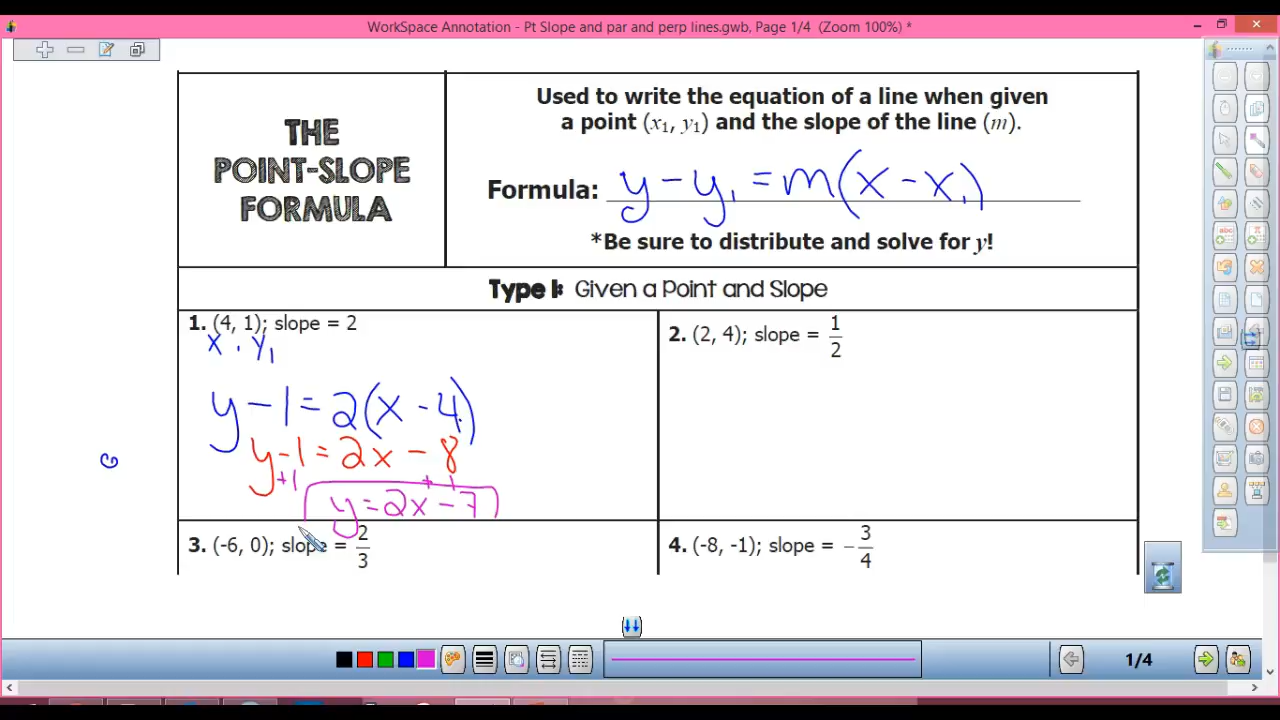 WorkSpace Annotation - Pt Slope and par and perp lines.gwb, Page 1/4 (Zoom 100%) *
THE
POINT-SLOPE
FORMULA
Used to write the equation of a line when given
a point (x₁, y₁) and the slope of the line (m).
Formula: y - y₁ = m(x - x₁)
*Be sure to distribute and solve for y!
Type 1: Given a Point and Slope
1. (4, 1); slope = 2
x₁ y₁
y - 1 = 2(x - 4)
y - 1 = 2x - 8
+1 +1
y = 2x - 7
2. (2, 4); slope = 1/2
3. (-6, 0); slope = 2/3
4. (-8, -1); slope = -3/4
1/4